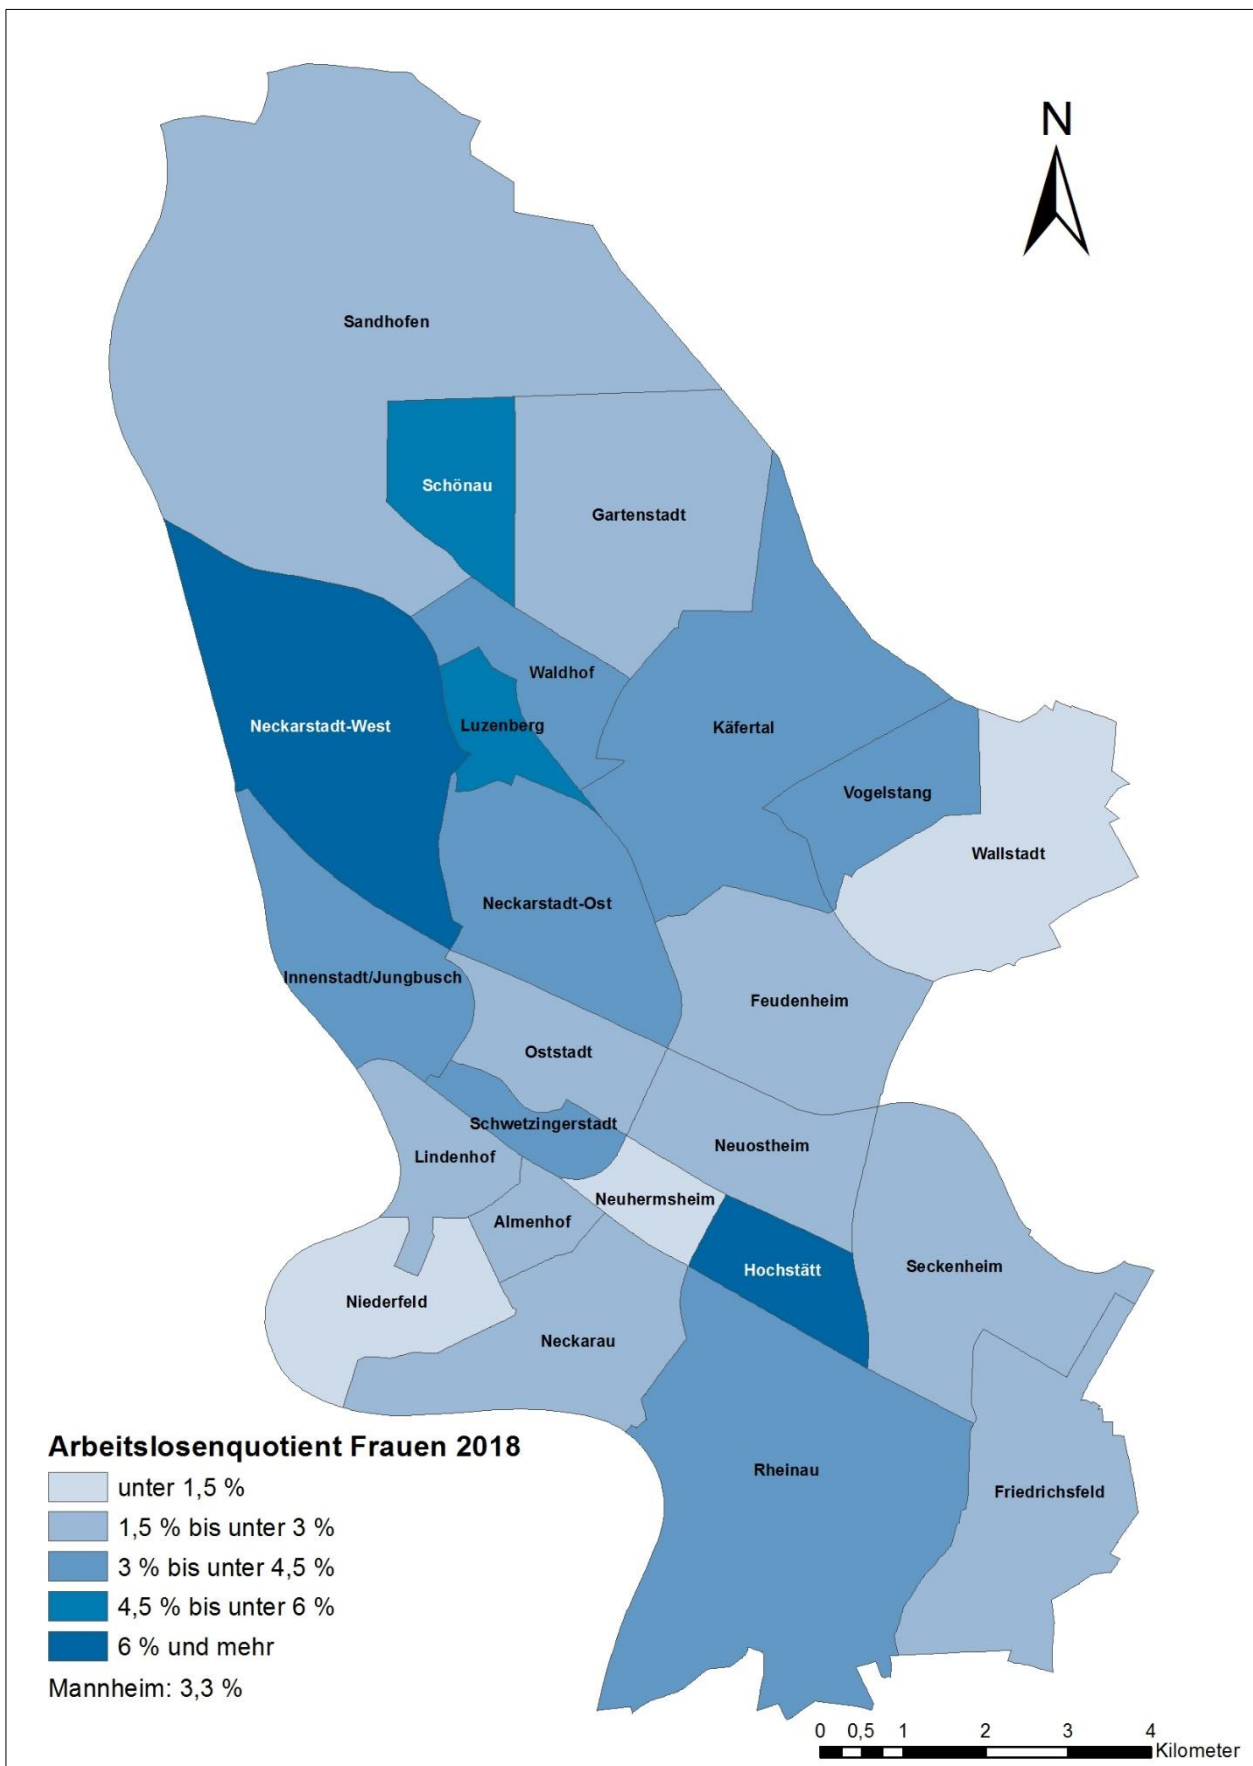 N
Sandhofen
Schönau
Gartenstadt
Waldhof
Luzenberg
Neckarstadt-West
Käfertal
Vogelstang
Wallstadt
Neckarstadt-Ost
Innenstadt/Jungbusch
Feudenheim
Oststadt
Schwetzingerstadt
Neuostheim
Lindenhof
Neuhermsheim
Almenhof
Hochstätt
Seckenheim
Niederfeld
Neckarau
Rheinau
Friedrichsfeld
Arbeitslosenquotient Frauen 2018
unter 1,5 %
1,5 % bis unter 3 %
3 % bis unter 4,5 %
4,5 % bis unter 6 %
6 % und mehr
Mannheim: 3,3 %
0 0,5 1 2 3 4
Kilometer